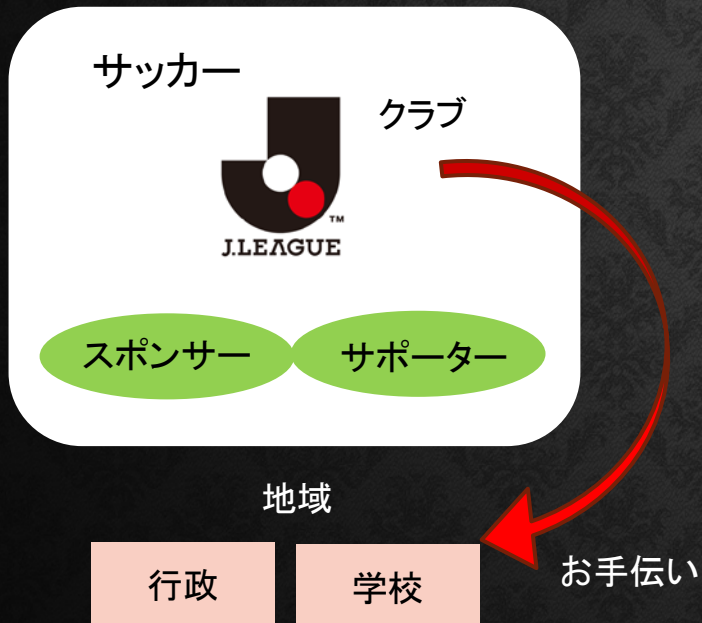 サッカー
クラブ
TM
J.LEAGUE
スポンサー
サポーター
地域
行政
学校
お手伝い